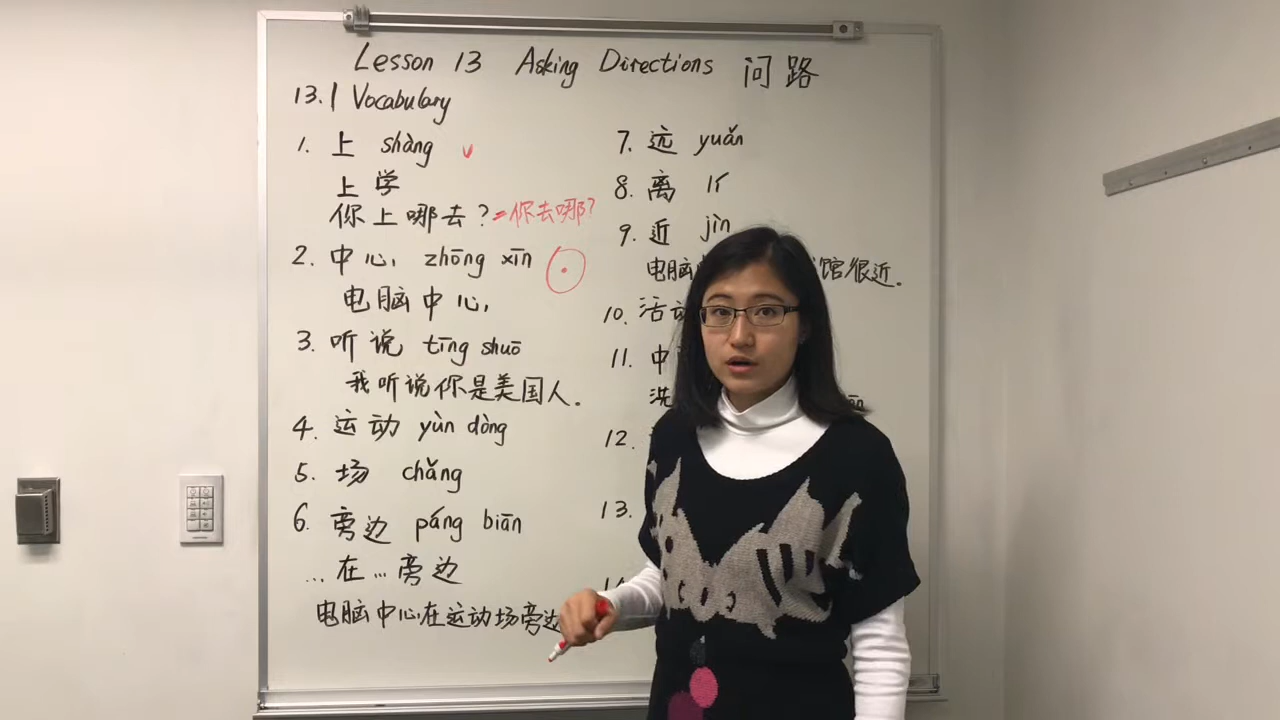 Lesson 13 Asking Directions 问路
13.1 Vocabulary
1. 上 shàng v
上学
你上哪去? =你去哪?
2. 中心 zhōng xīn
电脑中心
3. 听说 tīng shuō
我听说你是美国人。
4. 运动 yùn dòng
5. 场 chǎng
6. 旁边 páng biān
...在...旁边
电脑中心在运动场旁边
7. 远 yuǎn
8. 离 lí
9. 近 jìn
电脑 馆很近。
10. 活动
11. 中
洗
12.
13.